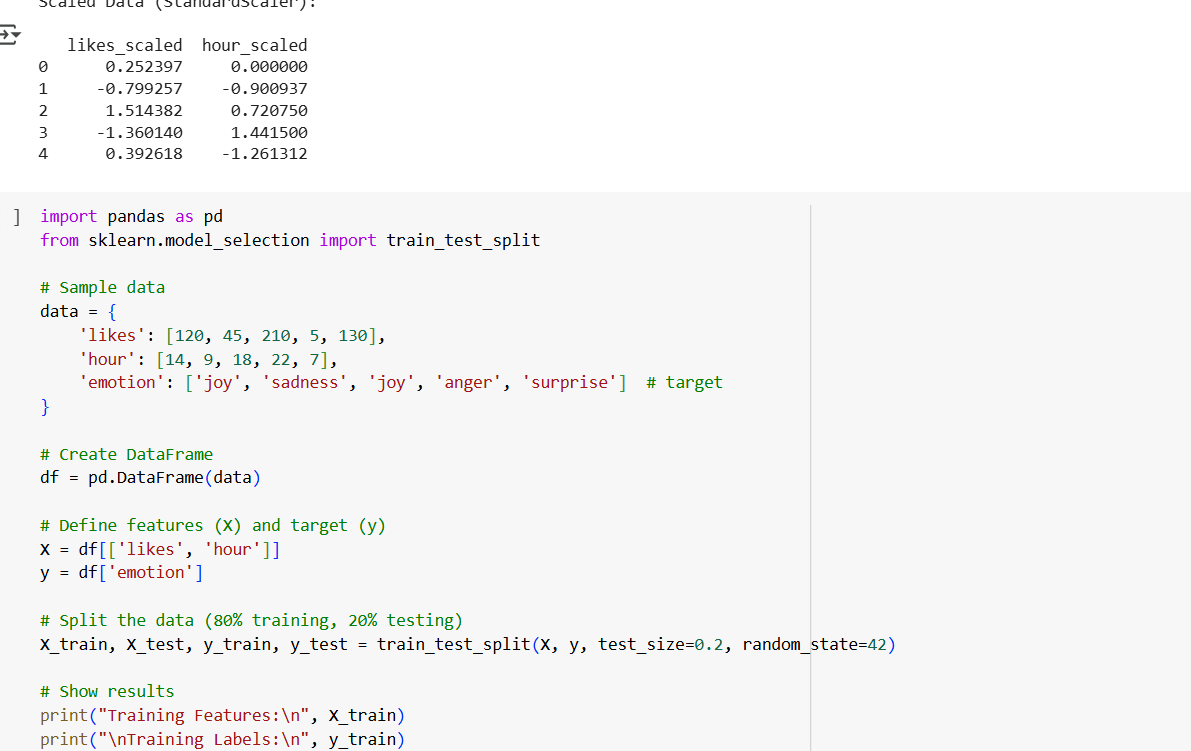 Scaled Data (StandardScaler):
likes_scaled hour_scaled
0 0.252397 0.000000
1 -0.799257 -0.900937
2 1.514382 0.720750
3 -1.360140 1.441500
4 0.392618 -1.261312
] import pandas as pd
from sklearn.model_selection import train_test_split
# Sample data
data = {
    'likes': [120, 45, 210, 5, 130],
    'hour': [14, 9, 18, 22, 7],
    'emotion': ['joy', 'sadness', 'joy', 'anger', 'surprise']  # target
}
# Create DataFrame
df = pd.DataFrame(data)
# Define features (X) and target (y)
X = df[['likes', 'hour']]
y = df['emotion']
# Split the data (80% training, 20% testing)
X_train, X_test, y_train, y_test = train_test_split(X, y, test_size=0.2, random_state=42)
# Show results
print("Training Features:\n", X_train)
print("\nTraining Labels:\n", y_train)